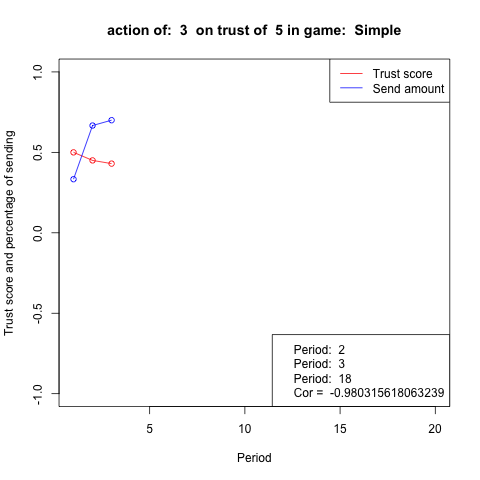 action of:  3  on trust of  5 in game:  Simple
Trust score
Send amount
Trust score and percentage of sending
1.0
0.5
0.0
-0.5
-1.0
Period:  2
Period:  3
Period:  18
Cor =  -0.980315618063239
5
10
15
20
Period